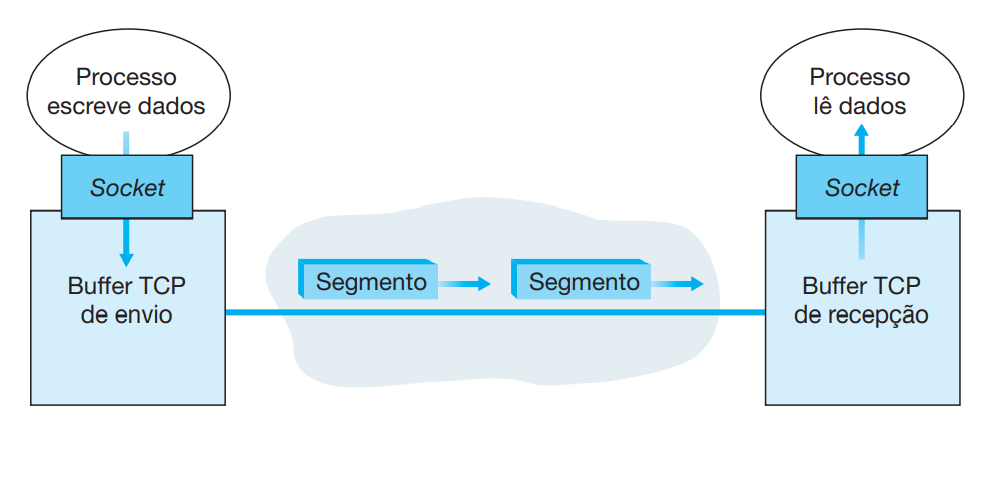 Processo
escreve dados
Socket
Buffer TCP
de envio
Segmento
Segmento
Processo
lê dados
Socket
Buffer TCP
de recepção